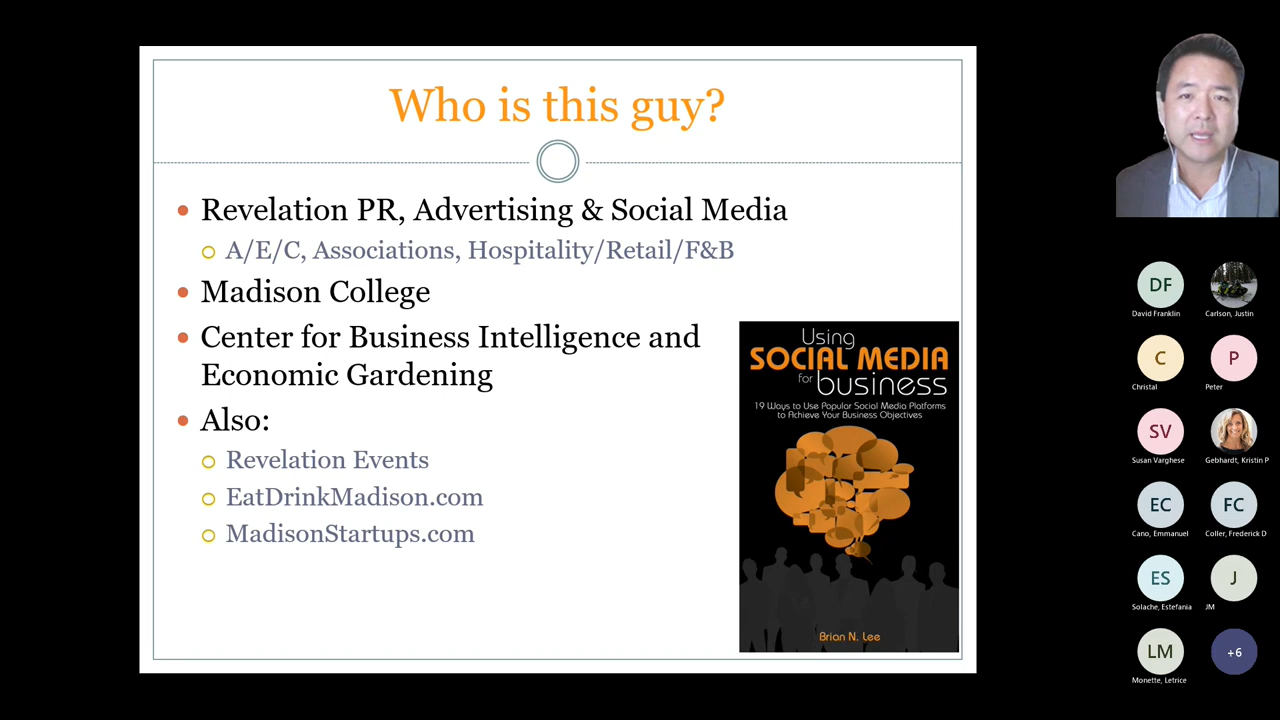 Who is this guy?
Revelation PR, Advertising & Social Media
A/E/C, Associations, Hospitality/Retail/F&B
Madison College
Center for Business Intelligence and
Economic Gardening
Also:
Revelation Events
EatDrinkMadison.com
MadisonStartups.com
Using
SOCIAL MEDIA
for business
19 Ways to Use Popular Social Media Platforms
to Achieve Your Business Objectives
Brian N. Lee
DF
David Franklin
Carlson, Justin
C
P
Christal
Peter
SV
Susan Varghese
Gebhardt, Kristin P
EC
FC
Cano, Emmanuel
Coller, Frederick D
ES
J
Solache, Estefania
JM
LM
+6
Monette, Letrice